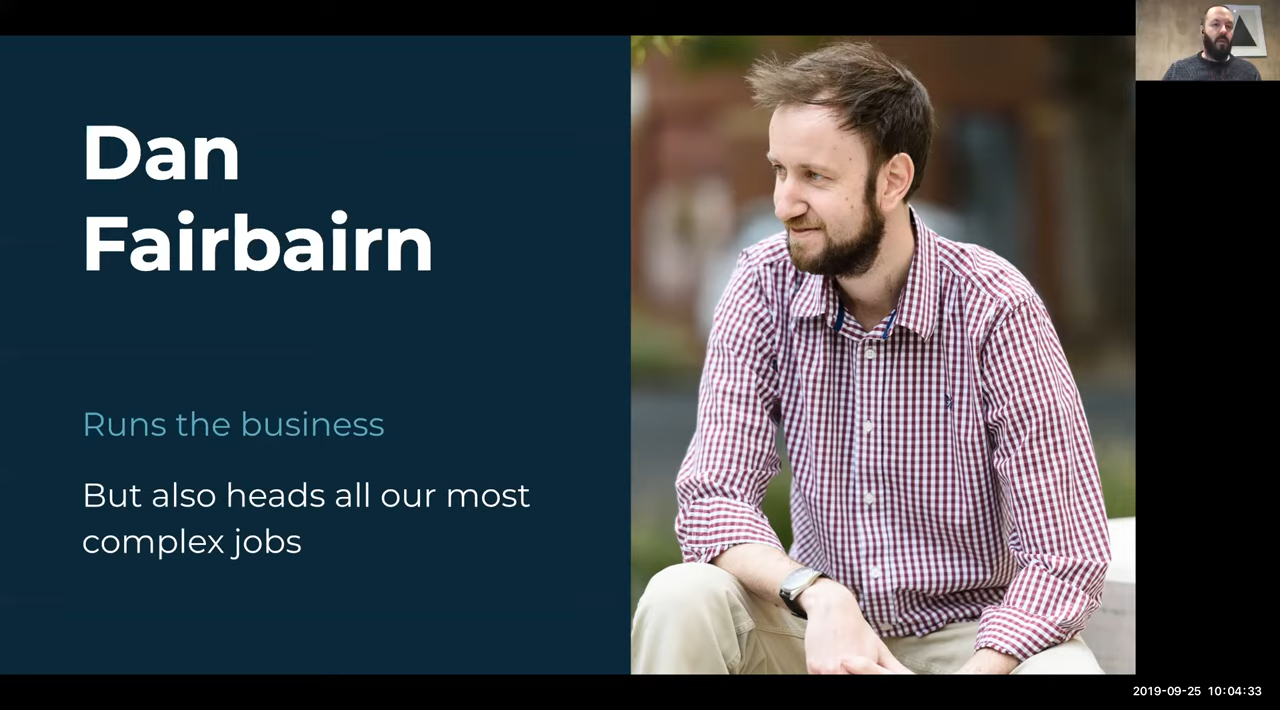 Dan
Fairbairn
Runs the business
But also heads all our most
complex jobs
2019-09-25 10:04:33